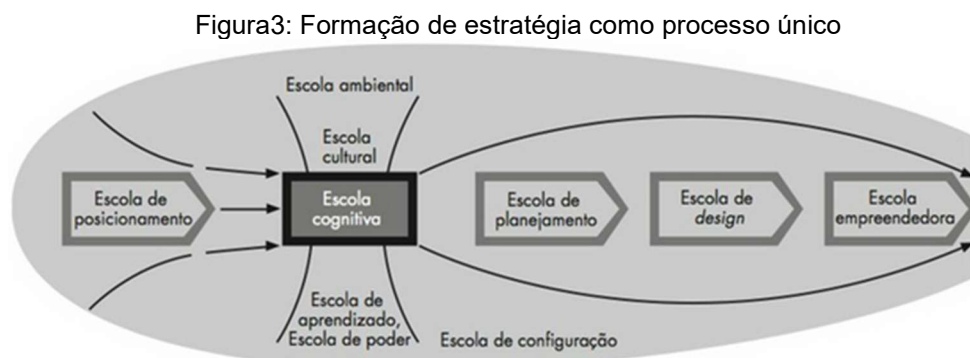 Figura3: Formação de estratégia como processo único
Escola ambiental
Escola
cultural
Escola de
posicionamento
Escola
cognitiva
Escola de
planejamento
Escola de
design
Escola
empreendedora
Escola de
aprendizado,
Escola de poder
Escola de configuração